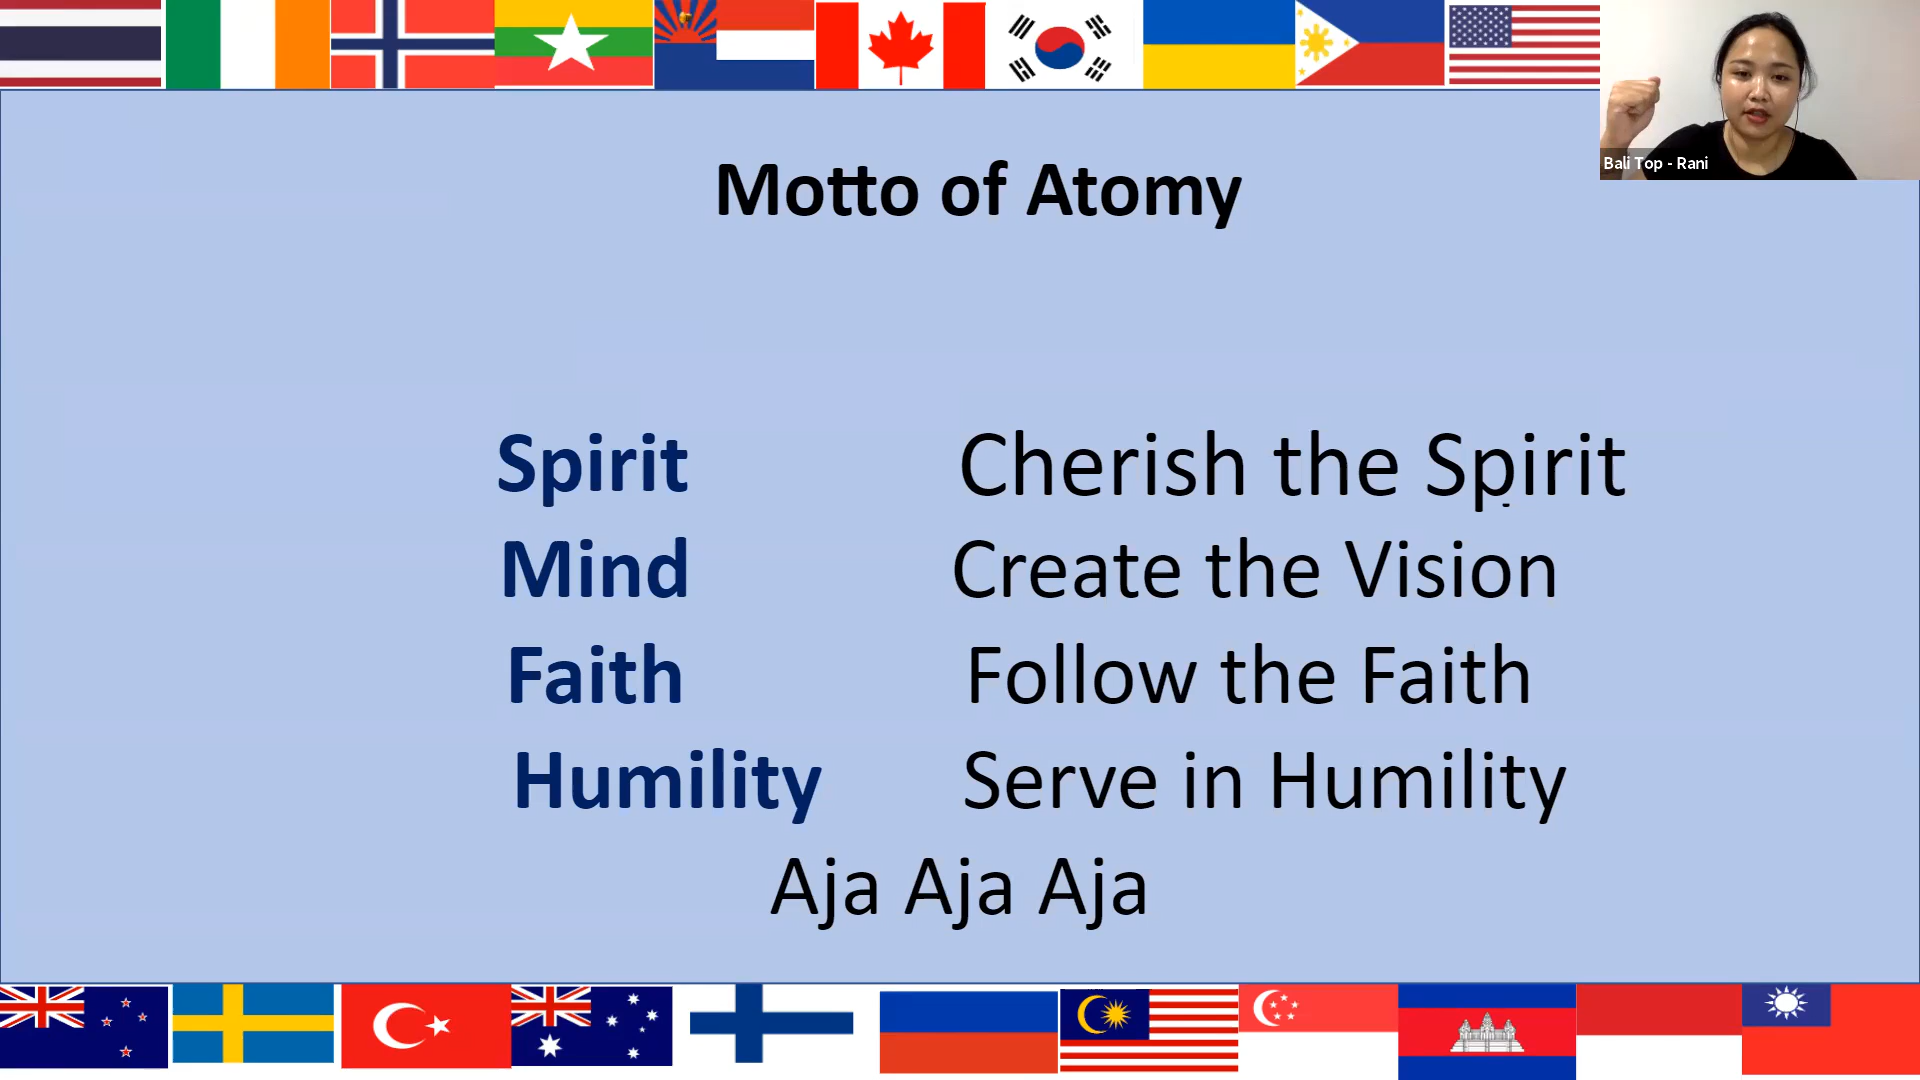 Motto of Atomy
Bali Top - Rani
Spirit Cherish the Spirit
Mind Create the Vision
Faith Follow the Faith
Humility Serve in Humility
Aja Aja Aja